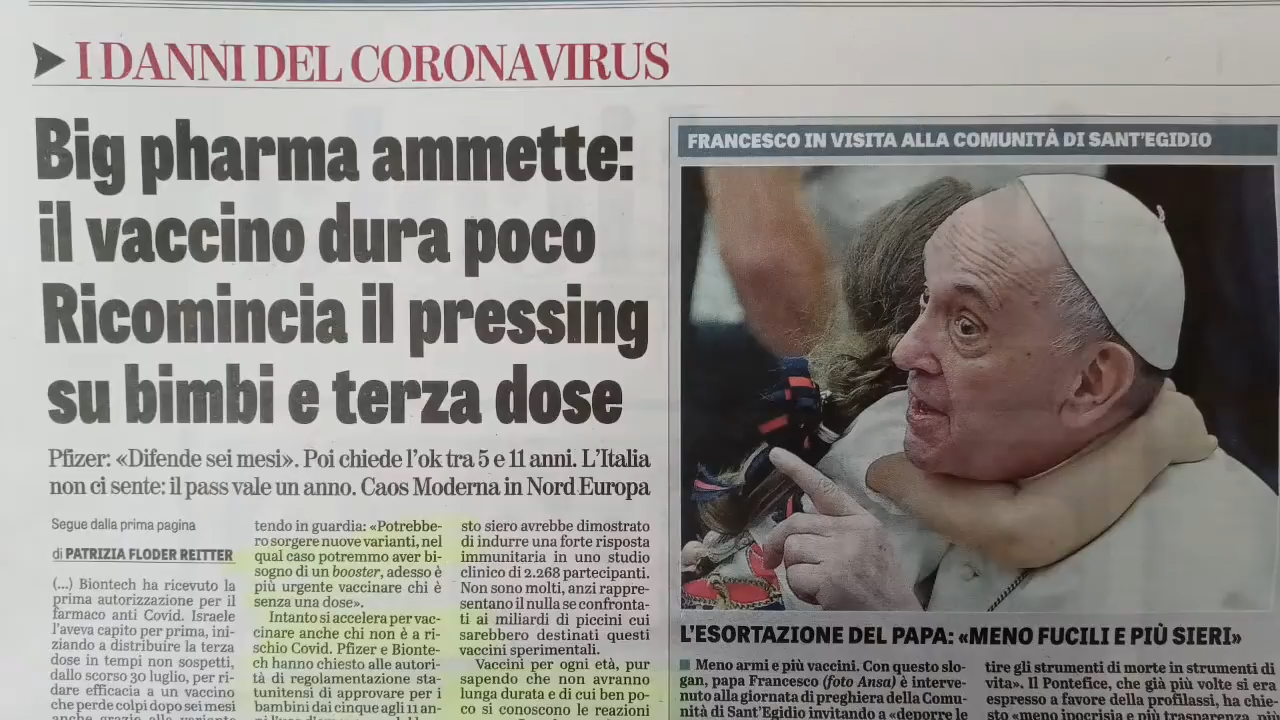 I DANNI DEL CORONAVIRUS
Big pharma ammette:
il vaccino dura poco
Ricomincia il pressing
su bimbi e terza dose
Pfizer: «Difende sei mesi». Poi chiede l'ok tra 5 e 11 anni. L'Italia
non ci sente: il pass vale un anno. Caos Moderna in Nord Europa
Segue dalla prima pagina
di PATRIZIA FLODER REITTER
(...) Biontech ha ricevuto la
prima autorizzazione per il
farmaco anti Covid. Israele
l'aveva capito per prima, ini-
ziando a distribuire la terza
dose in tempi non sospetti,
dallo scorso 30 luglio, per ri-
dare efficacia a un vaccino
che perde colpi dopo sei mesi
anche grazie alla variante
tendo in guardia: «Potrebbe-
ro sorgere nuove varianti, nel
qual caso potremmo aver bi-
sogno di un booster, adesso è
più urgente vaccinare chi è
senza una dose».
Intanto si accelera per vac-
cinare anche chi non è a ri-
schio Covid. Pfizer e Bionte-
ch hanno chiesto alle autori-
tà di regolamentazione sta-
tunitensi di approvare per i
bambini dai cinque agli 11 an-
sto siero avrebbe dimostrato
di indurre una forte risposta
immunitaria in uno studio
clinico di 2.268 partecipanti.
Non sono molti, anzi rappre-
sentano il nulla se confronta-
ti ai miliardi di piccini cui
sarebbero destinati questi
vaccini sperimentali.
Vaccini per ogni età, pur
sapendo che non avranno
lunga durata e di cui ben po-
co si conoscono le reazioni
FRANCESCO IN VISITA ALLA COMUNITÀ DI SANT'EGIDIO
L'ESORTAZIONE DEL PAPA: «MENO FUCILI E PIÙ SIERI»
Meno armi e più vaccini. Con questo slo-
gan, papa Francesco (foto Ansa) è interve-
nuto alla giornata di preghiera della Comu-
nità di Sant'Egidio invitando a «deporre le
tire gli strumenti di morte in strumenti di
vita». Il Pontefice, che già più volte si era
espresso a favore della profilassi, ha chie-
sto «meno ipocrisia e più trasparenza, più